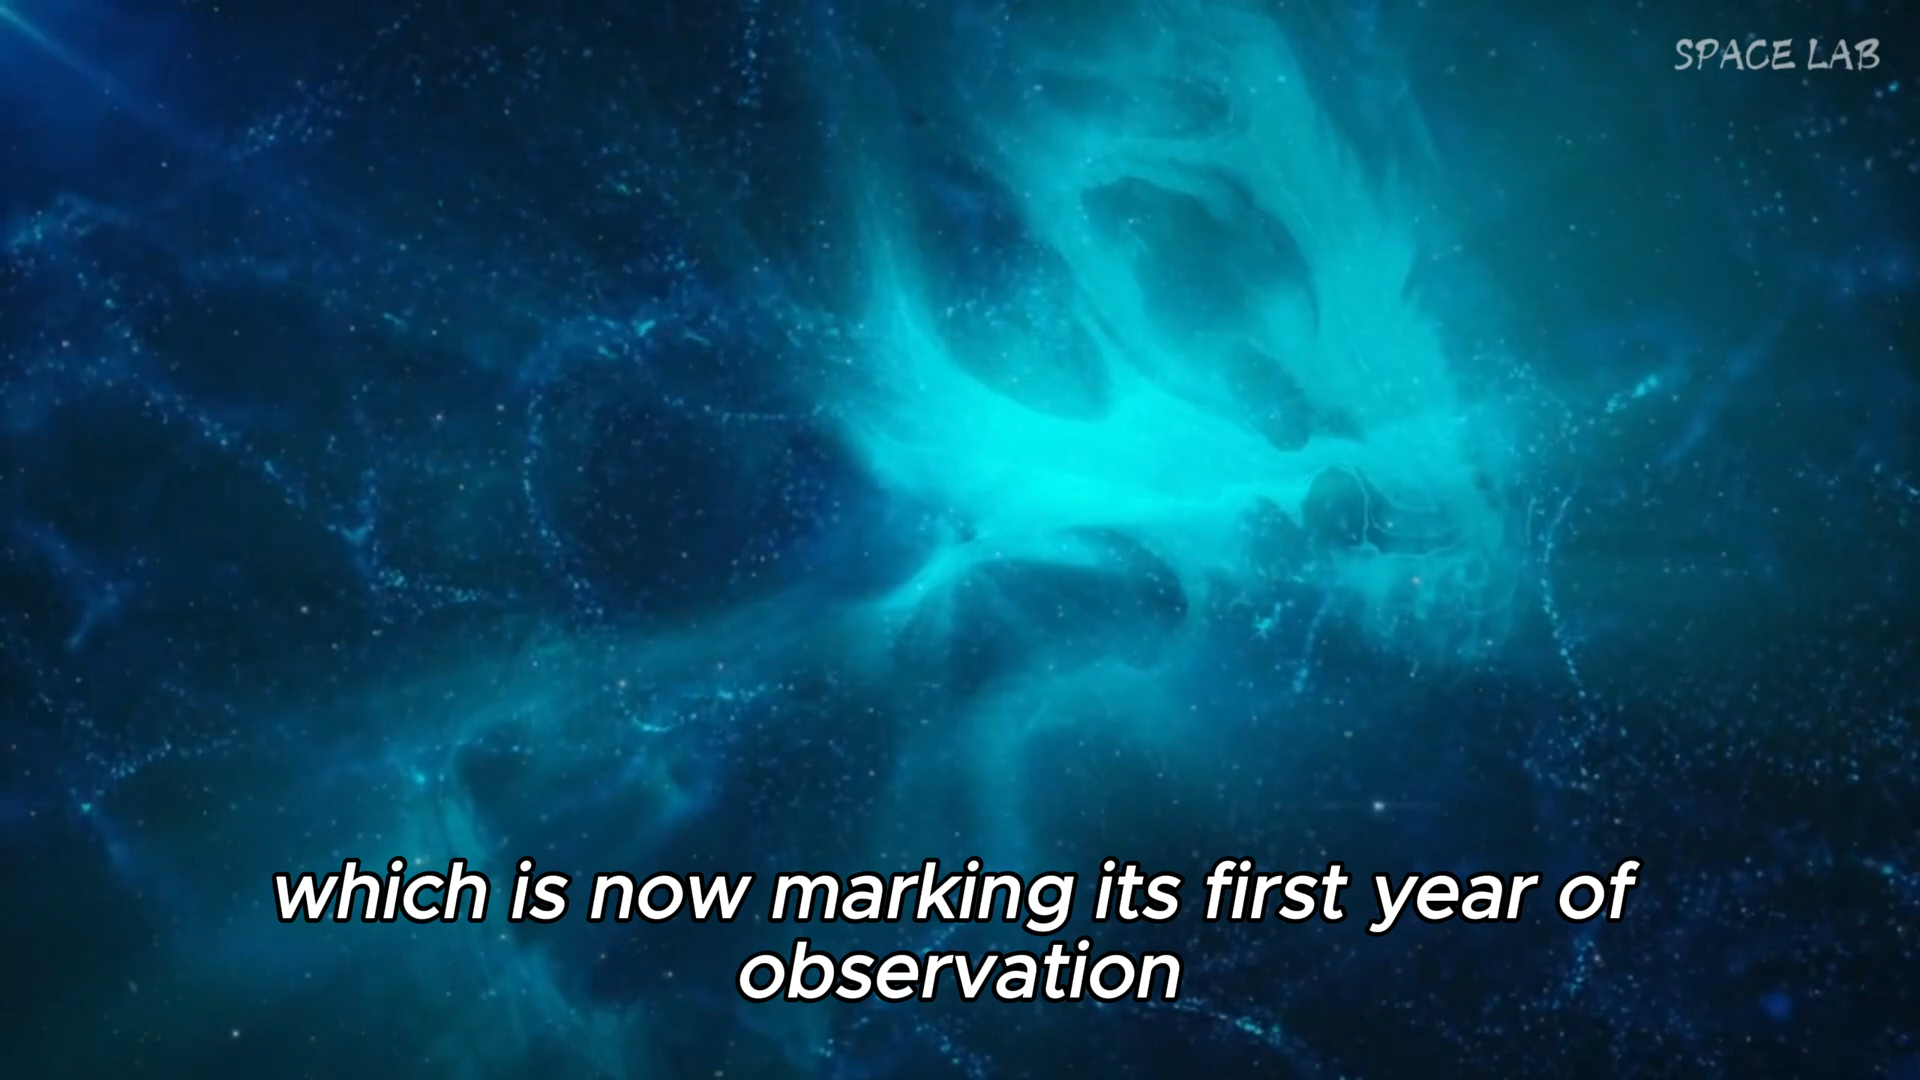 SPACE LAB
which is now marking its first year of
observation